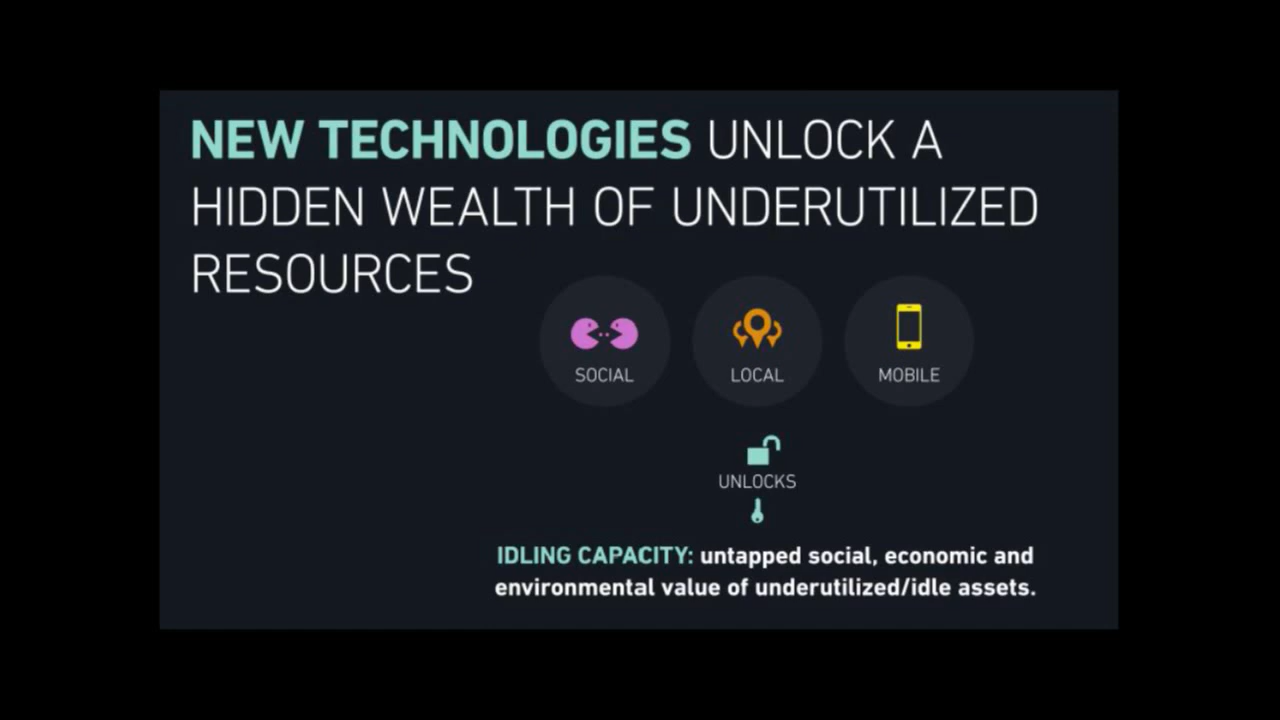 NEW TECHNOLOGIES UNLOCK A
HIDDEN WEALTH OF UNDERUTILIZED
RESOURCES
SOCIAL
LOCAL
MOBILE
UNLOCKS
IDLING CAPACITY: untapped social, economic and
environmental value of underutilized/idle assets.